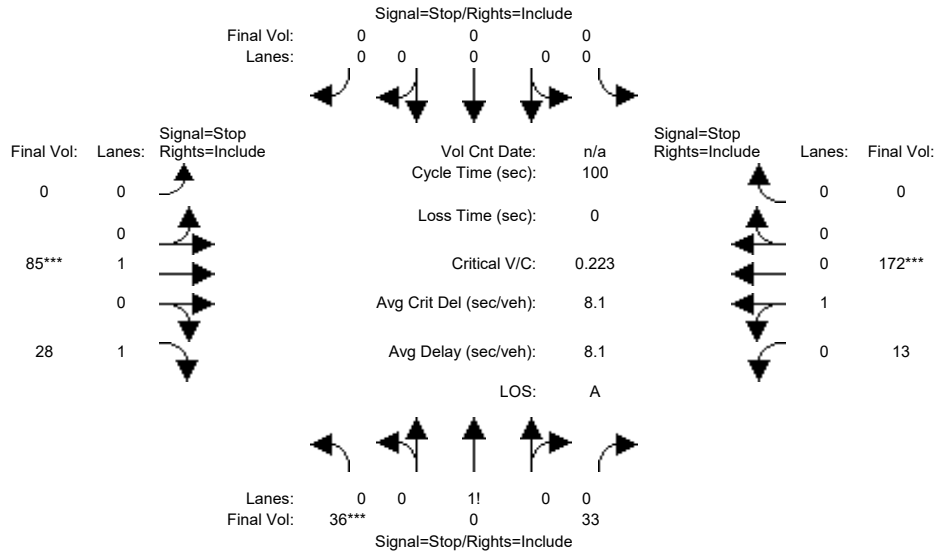 Signal=Stop/Rights=Include
Final Vol: 0 0 0
Lanes: 0 0 0 0 0
Signal=Stop
Final Vol: Lanes: Rights=Include
Vol Cnt Date: n/a
Signal=Stop
Rights=Include Lanes: Final Vol:
Cycle Time (sec): 100
0 0
0 0
Loss Time (sec): 0
0
0
85*** 1
Critical V/C: 0.223
0 172***
0
Avg Crit Del (sec/veh): 8.1
1
28 1
Avg Delay (sec/veh): 8.1
0 13
LOS: A
Lanes: 0 0 1! 0 0
Final Vol: 36*** 0 33
Signal=Stop/Rights=Include